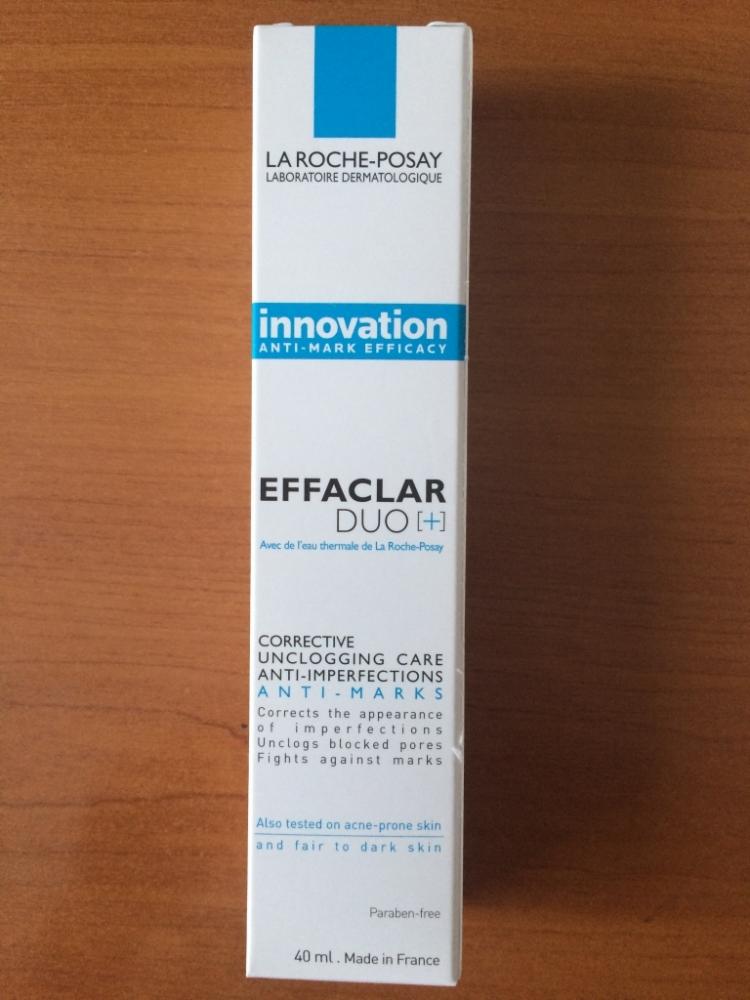 LA ROCHE-POSAY
LABORATOIRE DERMATOLOGIQUE
innovation
ANTI-MARK EFFICACY
EFFACLAR
DUO [+]
Avec de l'eau thermale de La Roche-Posay
CORRECTIVE
UNCLOGGING CARE
ANTI-IMPERFECTIONS
ANTI-MARKS
Corrects the appearance
of imperfections
Unclogs blocked pores
Fights against marks
Also tested on acne-prone skin
and fair to dark skin
Paraben-free
40 ml . Made in France